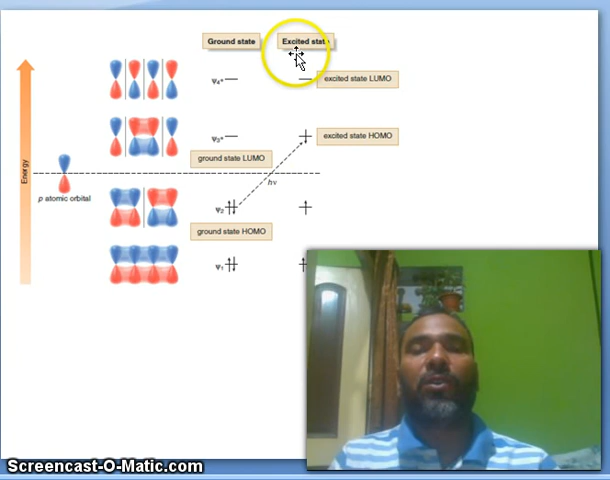 Ground state
Excited state
ψ₄*
excited state LUMO
ψ₃*
excited state HOMO
ground state LUMO
Energy
hν
p atomic orbital
ψ₂
ground state HOMO
ψ₁
Screencast-O-Matic.com